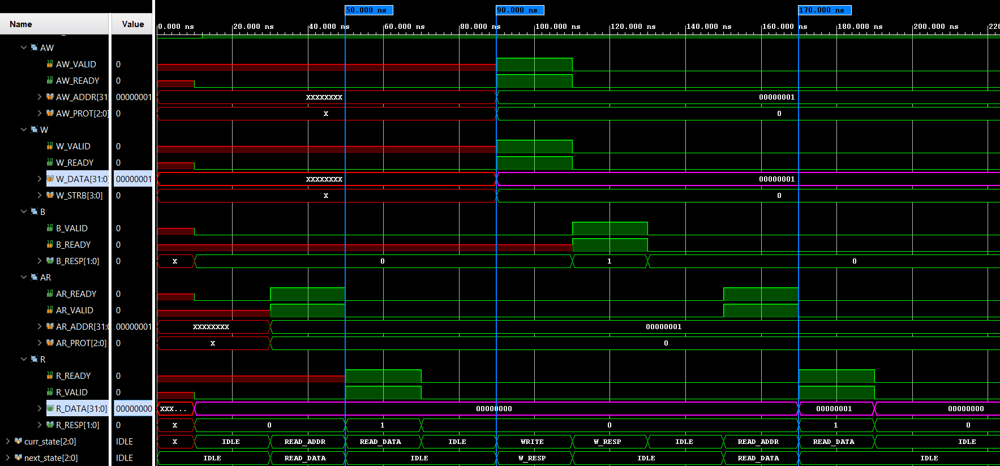 50.000 ns 90.000 ns 170.000 ns
Name Value 0.000 ns 20.000 ns 40.000 ns 60.000 ns 80.000 ns 100.000 ns 120.000 ns 140.000 ns 160.000 ns 180.000 ns 200.000 ns 220
AW
AW_VALID 0
AW_READY 0
AW_ADDR[31: 00000001 XXXXXXXX 00000001
AW_PROT[2:0] 0 X 0
W
W_VALID 0
W_READY 0
W_DATA[31:0] 00000001 XXXXXXXX 00000001
W_STRB[3:0] 0 X 0
B
B_VALID 0
B_READY 0
B_RESP[1:0] 0 X 0 1 0
AR
AR_READY 0
AR_VALID 0
AR_ADDR[31:0 00000001 XXXXXXXX 00000001
AR_PROT[2:0] 0 X 0
R
R_READY 0
R_VALID 0
R_DATA[31:0] 00000000 XXX... 00000000 00000001 00000000
R_RESP[1:0] 0 X 0 1 0 1 0
curr_state[2:0] IDLE X IDLE READ_ADDR READ_DATA IDLE WRITE W_RESP IDLE READ_ADDR READ_DATA IDLE
next_state[2:0] IDLE IDLE READ_DATA IDLE W_RESP IDLE READ_DATA IDLE